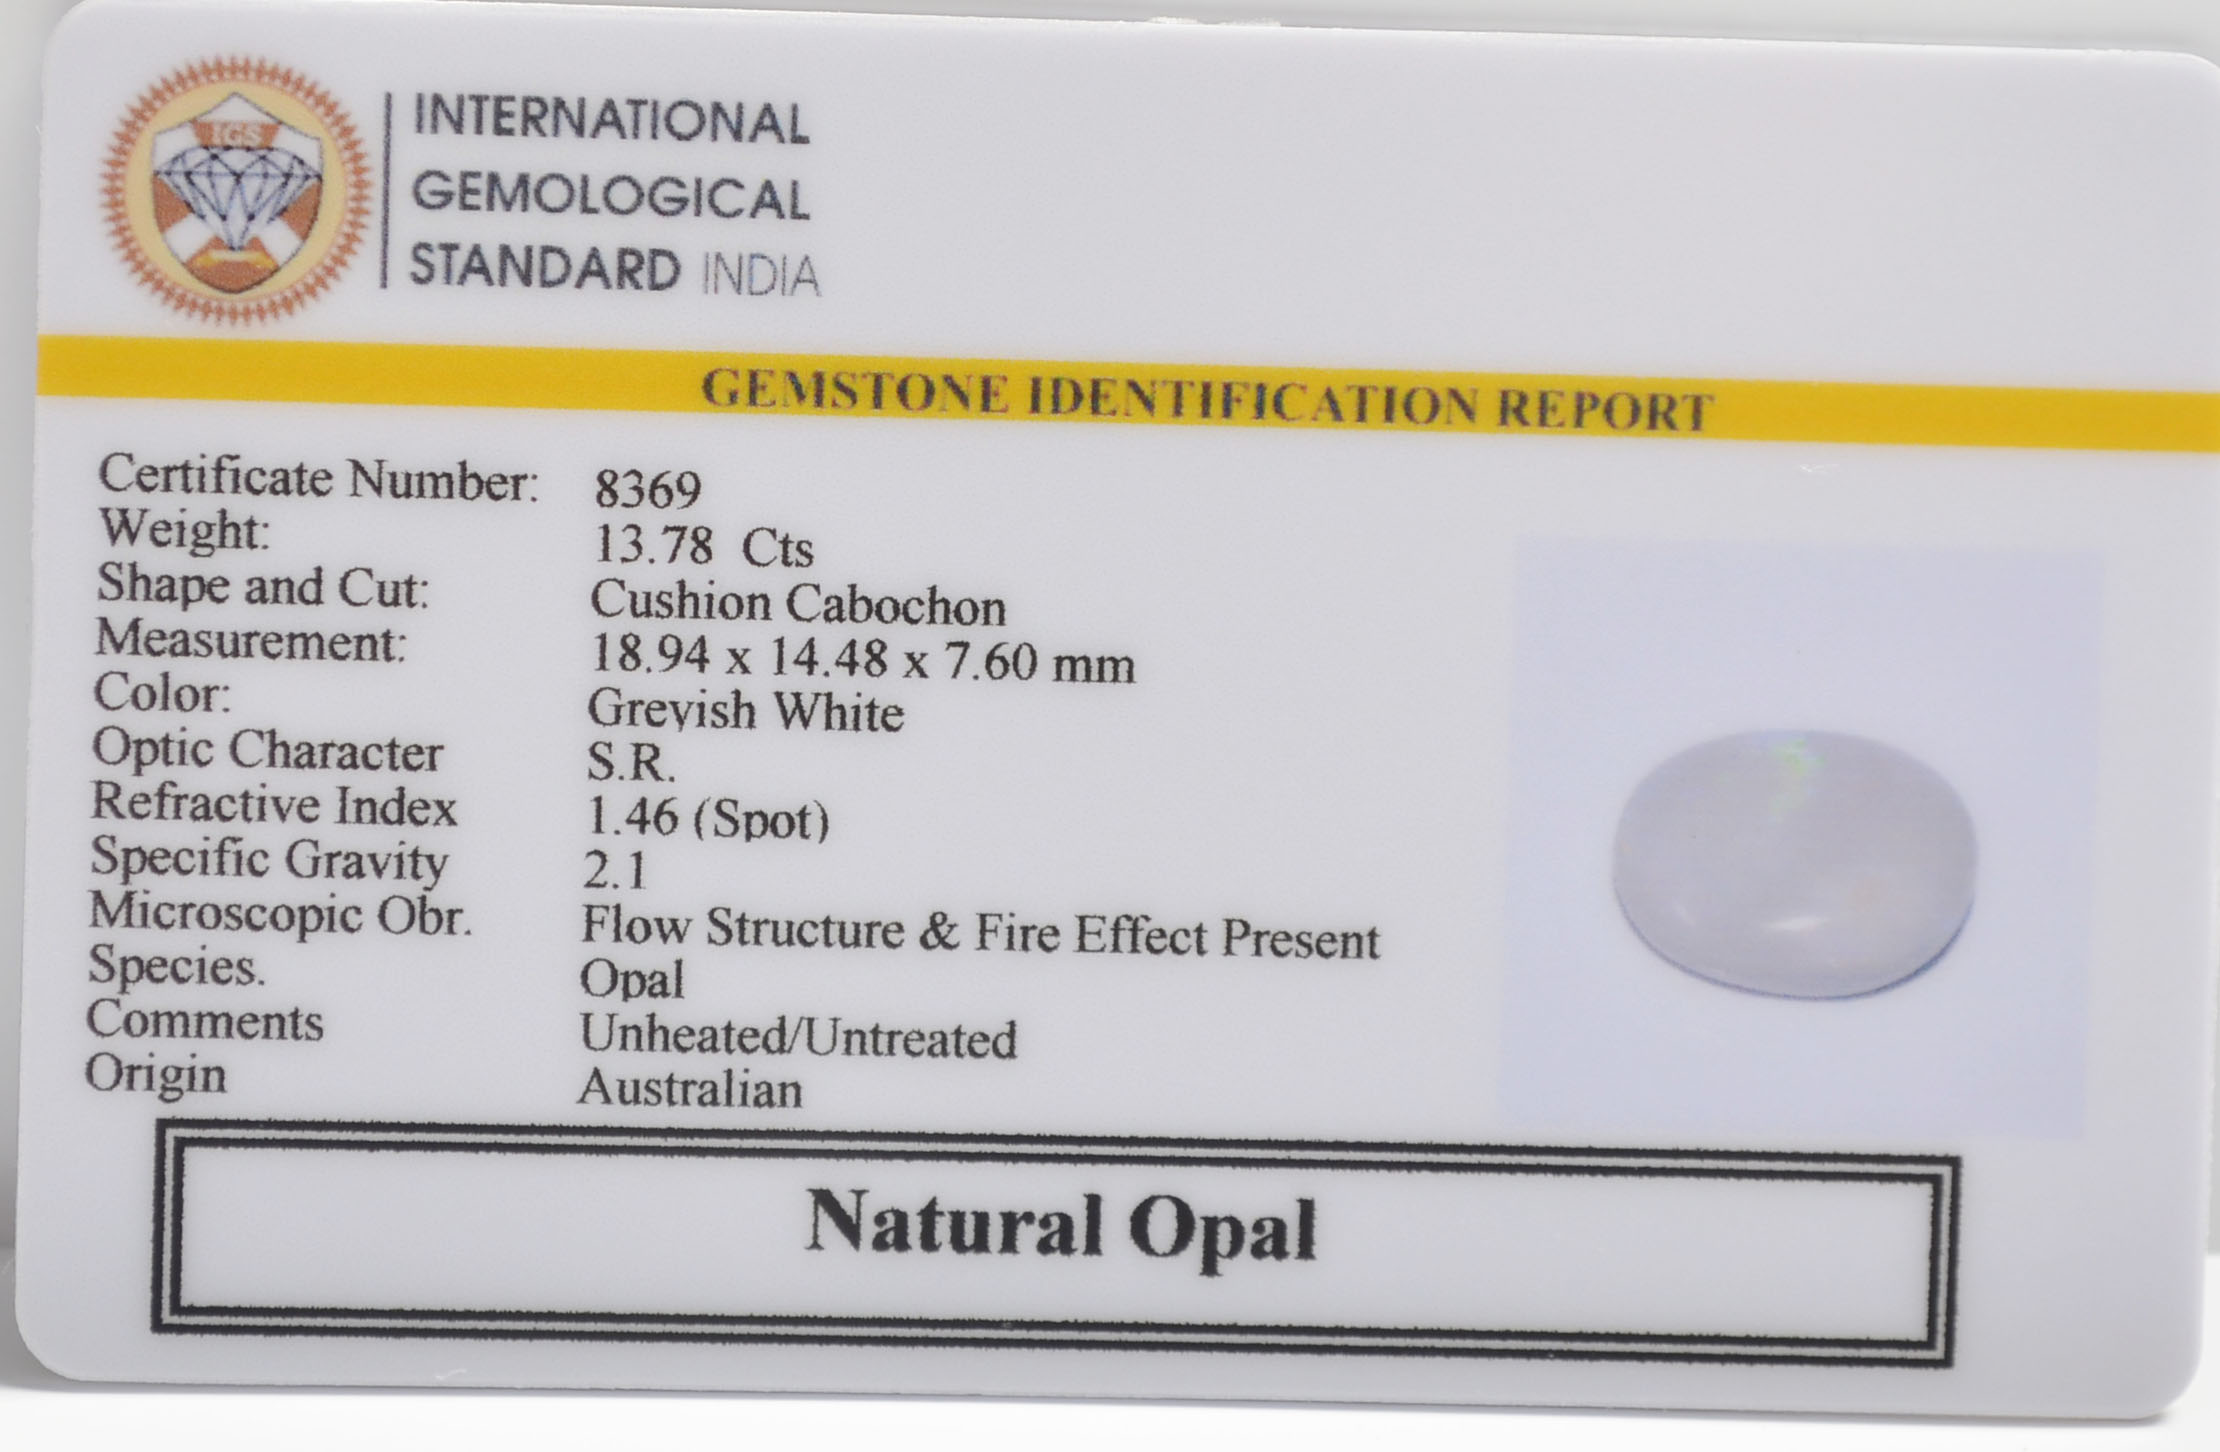 IGS
INTERNATIONAL
GEMOLOGICAL
STANDARD INDIA
GEMSTONE IDENTIFICATION REPORT
Certificate Number: 8369
Weight: 13.78 Cts
Shape and Cut: Cushion Cabochon
Measurement: 18.94 x 14.48 x 7.60 mm
Color: Greyish White
Optic Character S.R.
Refractive Index 1.46 (Spot)
Specific Gravity 2.1
Microscopic Obr. Flow Structure & Fire Effect Present
Species. Opal
Comments Unheated/Untreated
Origin Australian
Natural Opal